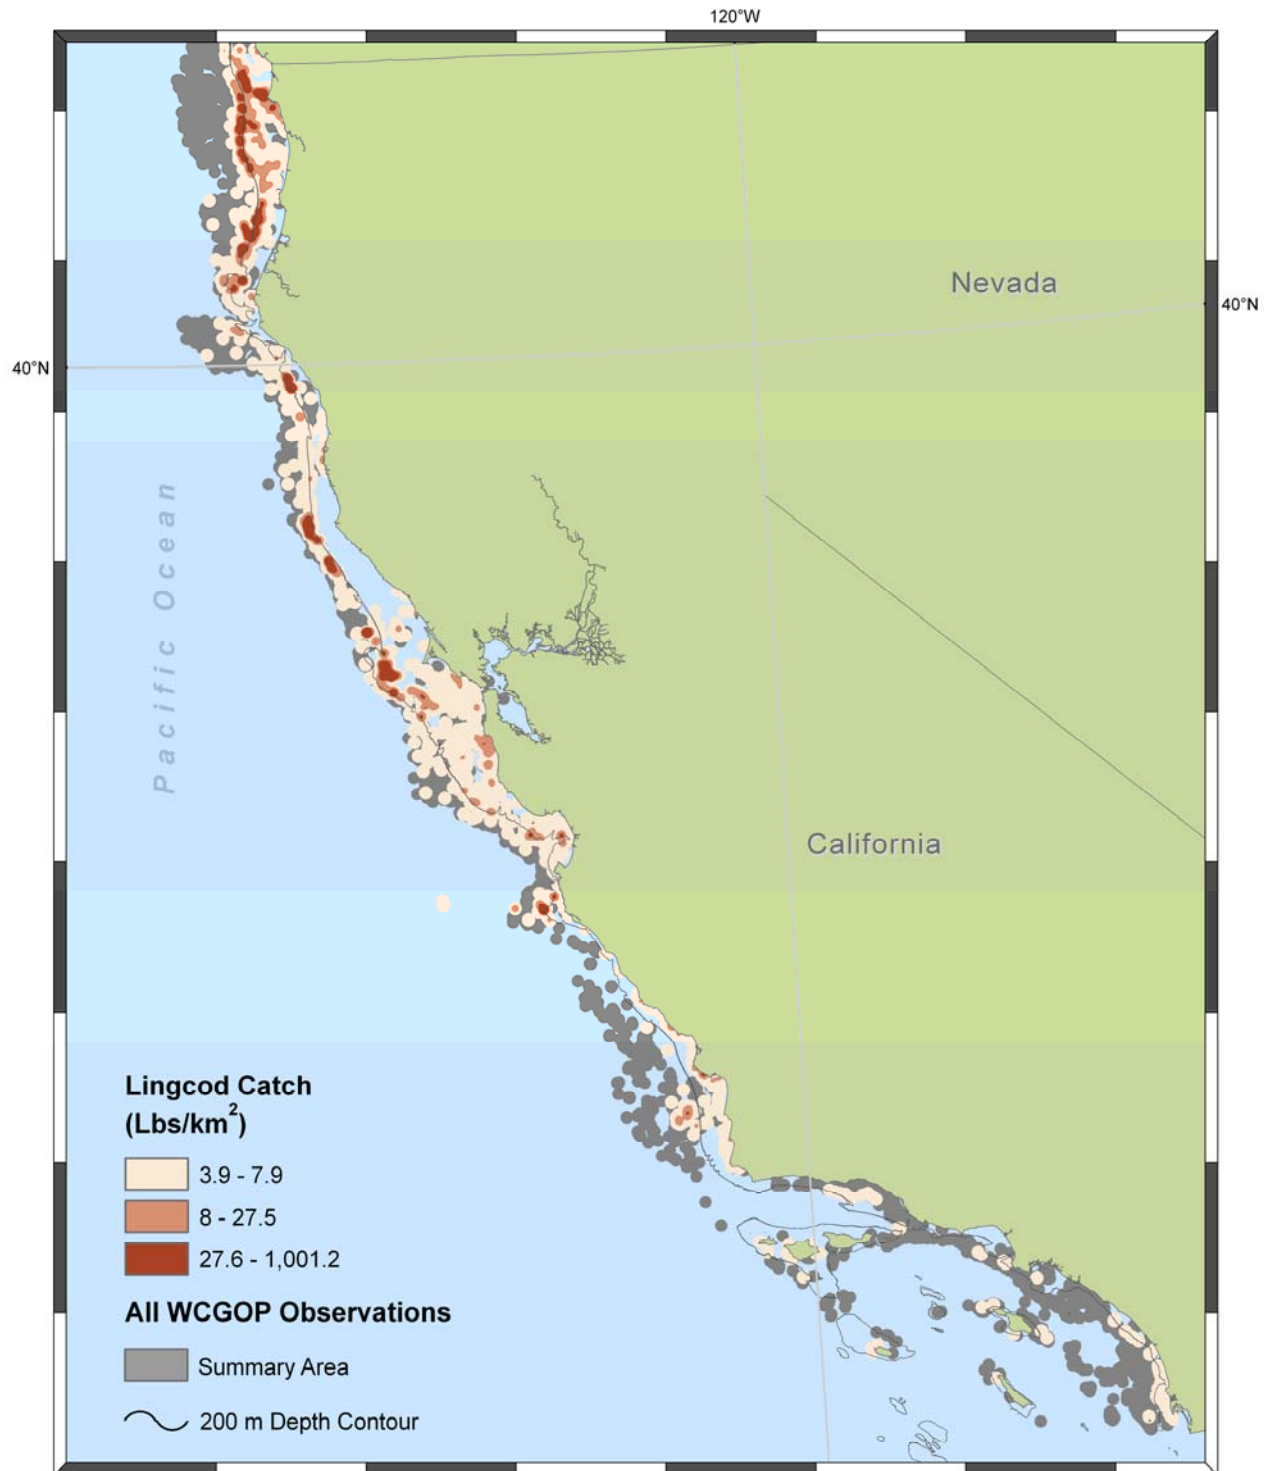 120°W
Nevada
40°N
40°N
Pacific Ocean
California
Lingcod Catch
(Lbs/km²)
3.9 - 7.9
8 - 27.5
27.6 - 1,001.2
All WCGOP Observations
Summary Area
200 m Depth Contour